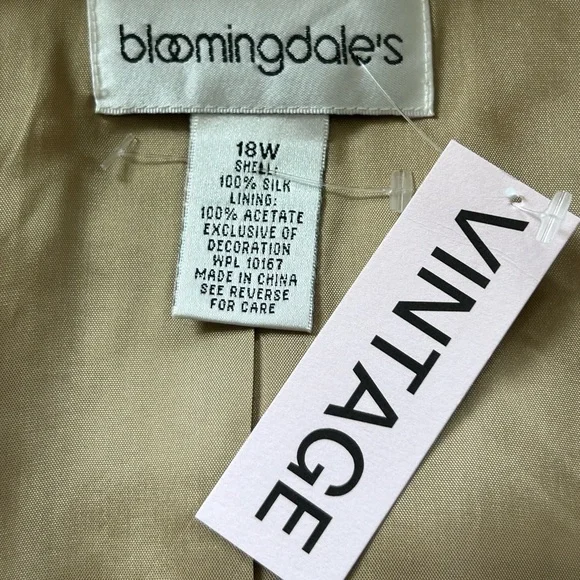 bloomingdale's
18W
SHELL:
100% SILK
LINING:
100% ACETATE
EXCLUSIVE OF
DECORATION
WPL 10167
MADE IN CHINA
SEE REVERSE
FOR CARE
VINTAGE